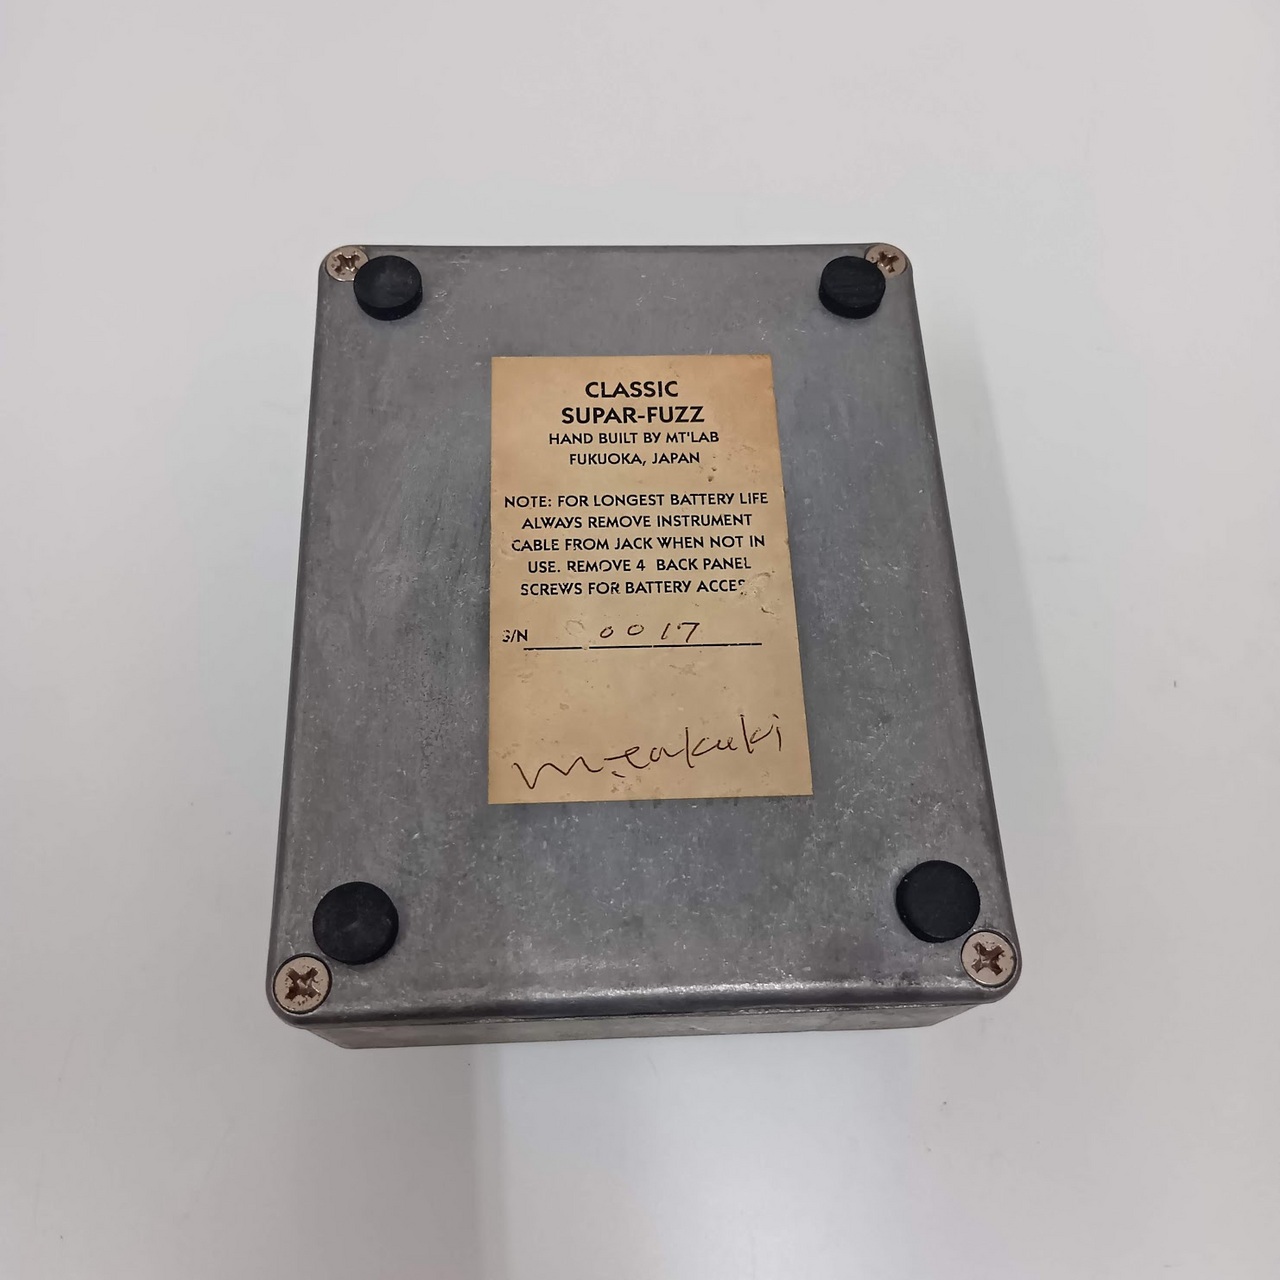 CLASSIC
SUPAR-FUZZ
HAND BUILT BY MT'LAB
FUKUOKA, JAPAN
NOTE: FOR LONGEST BATTERY LIFE
ALWAYS REMOVE INSTRUMENT
CABLE FROM JACK WHEN NOT IN
USE. REMOVE 4 BACK PANEL
SCREWS FOR BATTERY ACCES
S/N 00017